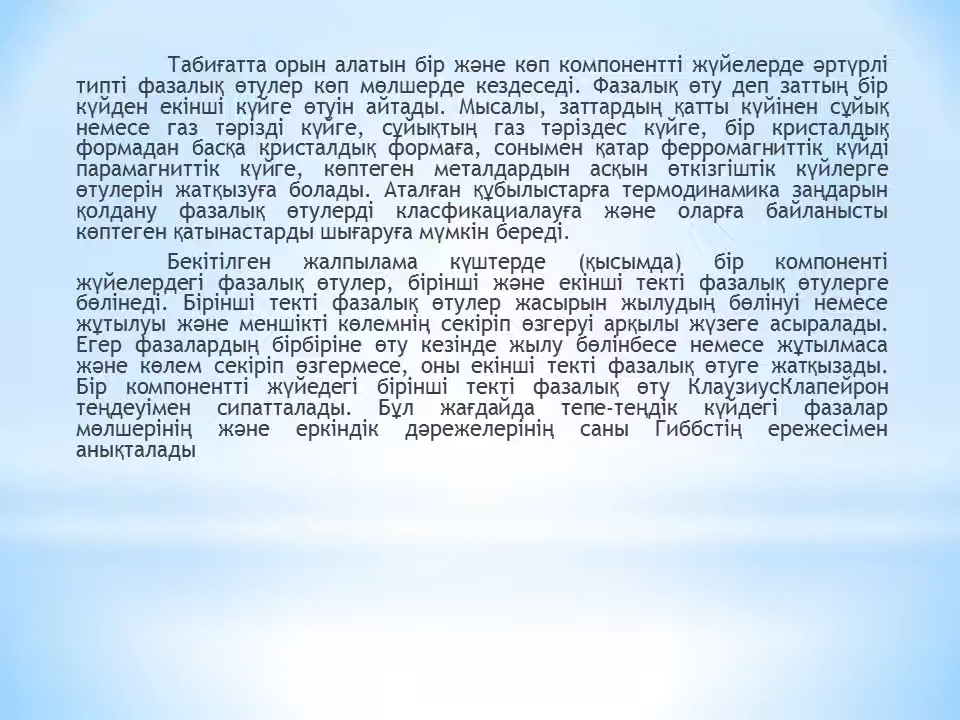 Табиғатта орын алатын бір және көп компонентті жүйелерде әртүрлі
типті фазалық өтулер көп мөлшерде кездеседі. Фазалық өту деп заттың бір
күйден екінші күйге өтуін айтады. Мысалы, заттардың қатты күйінен сұйық
немесе газ тәрізді күйге, сұйықтың газ тәріздес күйге, бір кристалдық
формадан басқа кристалдық формаға, сонымен қатар ферромагниттік күйді
парамагниттік күйге, көптеген металдардын асқын өткізгіштік күйлерге
өтулерін жатқызуға болады. Аталған құбылыстарға термодинамика заңдарын
қолдану фазалық өтулерді класфикациалауға және оларға байланысты
көптеген қатынастарды шығаруға мүмкін береді.
Бекітілген жалпылама күштерде (қысымда) бір компоненті
жүйелердегі фазалық өтулер, бірінші және екінші текті фазалық өтулерге
бөлінеді. Бірінші текті фазалық өтулер жасырын жылудың бөлінуі немесе
жұтылуы және меншікті көлемнің секіріп өзгеруі арқылы жүзеге асыралады.
Егер фазалардың бірбіріне өту кезінде жылу бөлінбесе немесе жұтылмаса
және көлем секіріп өзгермесе, оны екінші текті фазалық өтуге жатқызады.
Бір компонентті жүйедегі бірінші текті фазалық өту КлаузиусКлапейрон
теңдеуімен сипатталады. Бұл жағдайда тепе-теңдік күйдегі фазалар
мөлшерінің және еркіндік дәрежелерінің саны Гиббстің ережесімен
анықталады